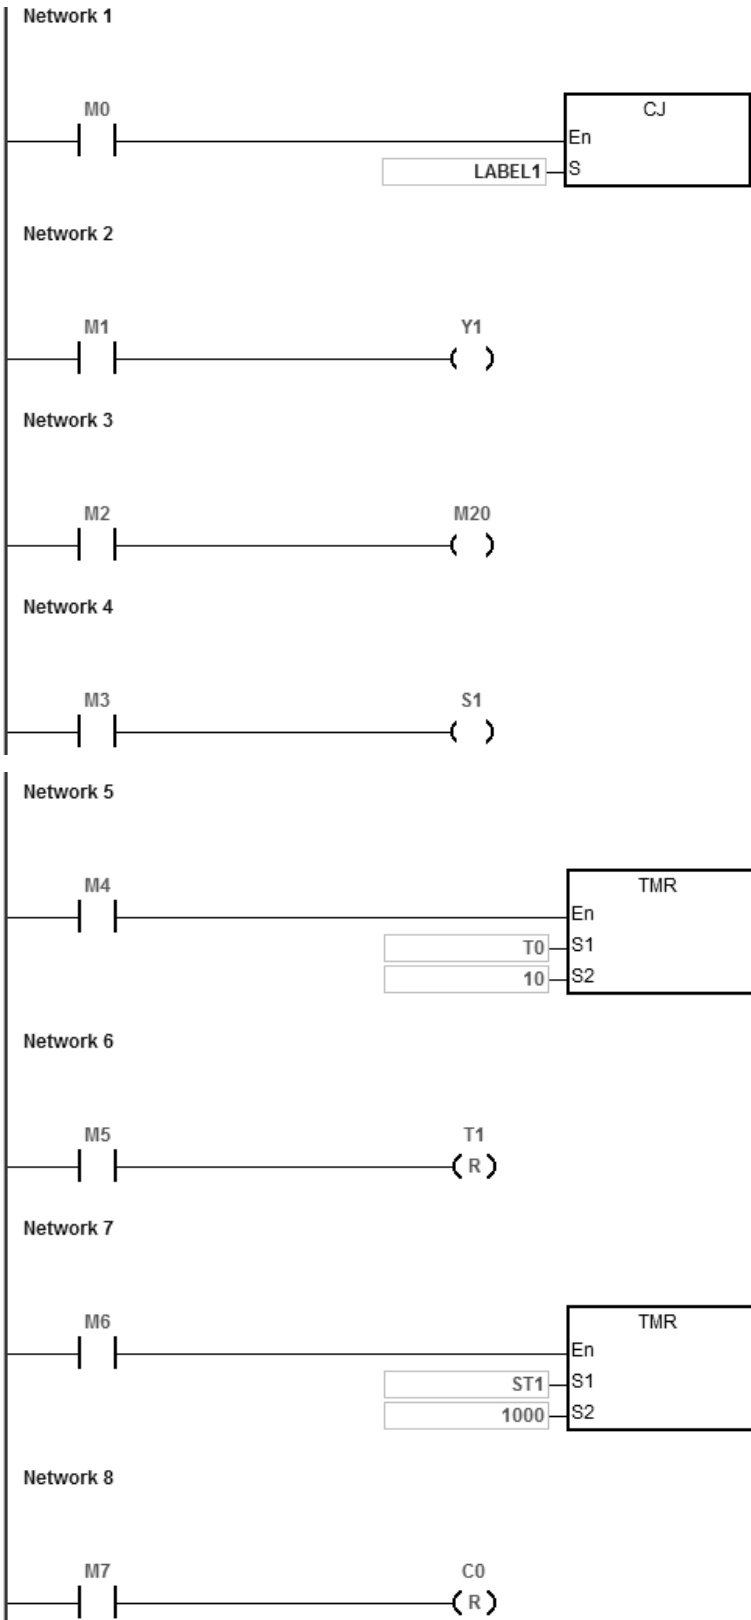 Network 1
M0
CJ
En
LABEL1 S
Network 2
M1 Y1
Network 3
M2 M20
Network 4
M3 S1
Network 5
M4
TMR
En
T0 S1
10 S2
Network 6
M5 T1
R
Network 7
M6
TMR
En
ST1 S1
1000 S2
Network 8
M7 C0
R